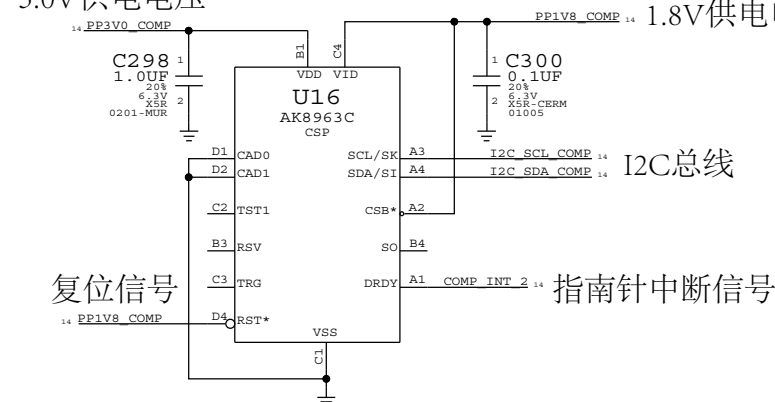 3.0V供电电压
14 PP3V0_COMP
PP1V8_COMP 14
1.8V供电
B1
C4
C298
1.0UF
20%
6.3V
X5R
0201-MUR
1
2
VDD VID
U16
AK8963C
CSP
1
2
C300
0.1UF
20%
6.3V
X5R-CERM
01005
D1 CAD0
SCL/SK A3 I2C_SCL_COMP 14
D2 CAD1
SDA/SI A4 I2C_SDA_COMP 14
I2C总线
C2 TST1
CSB* A2
B3 RSV
SO B4
C3 TRG
DRDY A1 COMP_INT_2 14
指南针中断信号
复位信号
14 PP1V8_COMP D4 RST*
VSS
C1